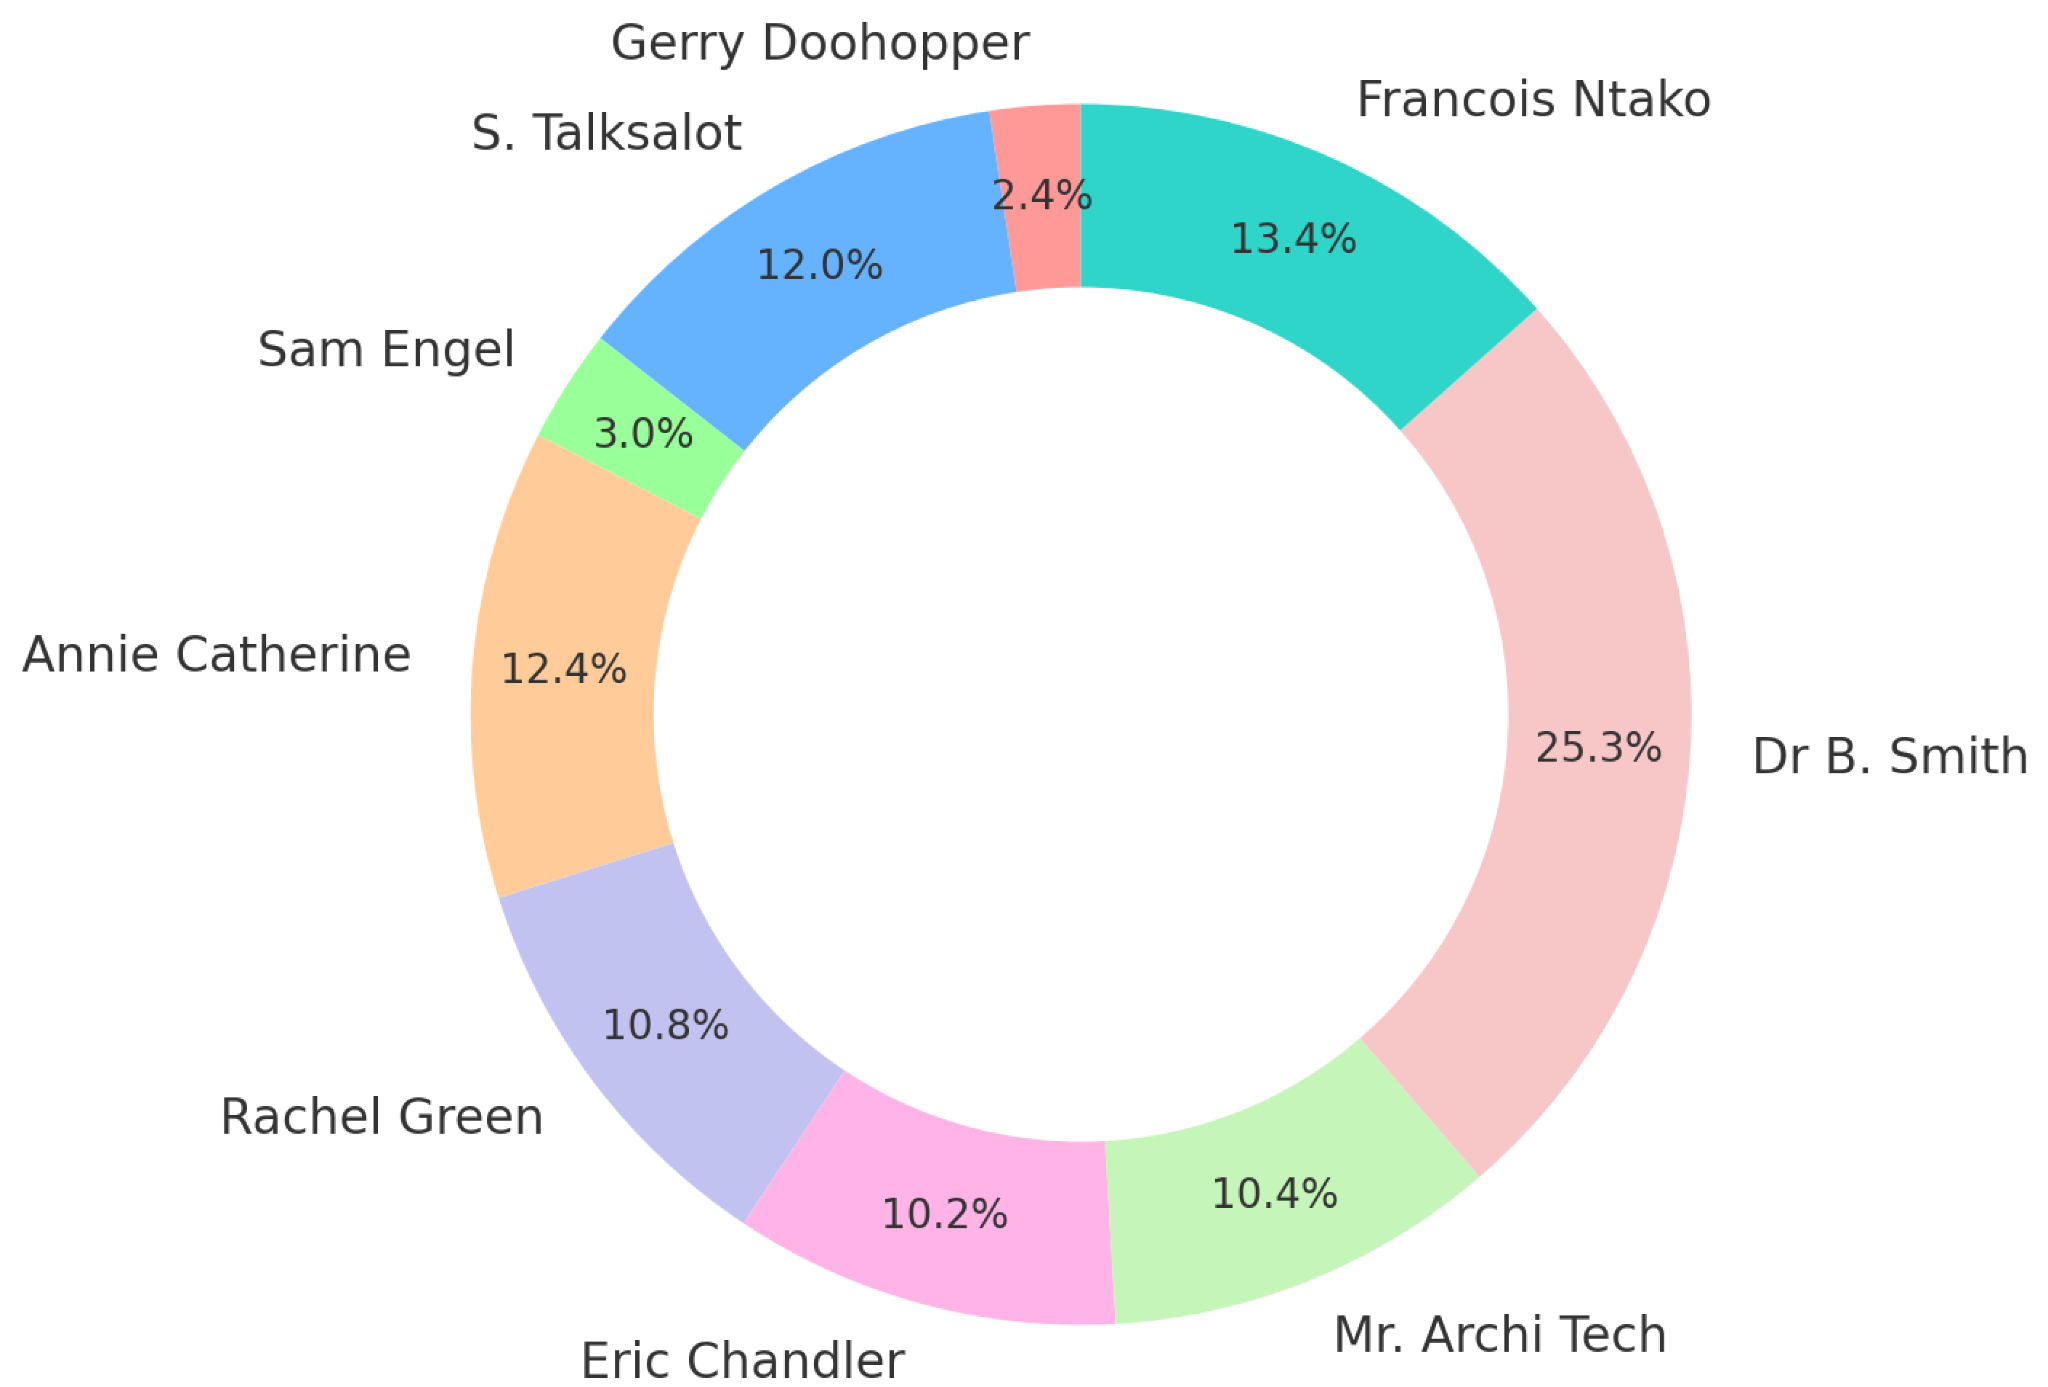 Gerry Doohopper
Francois Ntako
S. Talksalot
2.4%
13.4%
12.0%
Sam Engel
3.0%
Annie Catherine
12.4%
25.3%
Dr B. Smith
10.8%
Rachel Green
10.4%
10.2%
Mr. Archi Tech
Eric Chandler